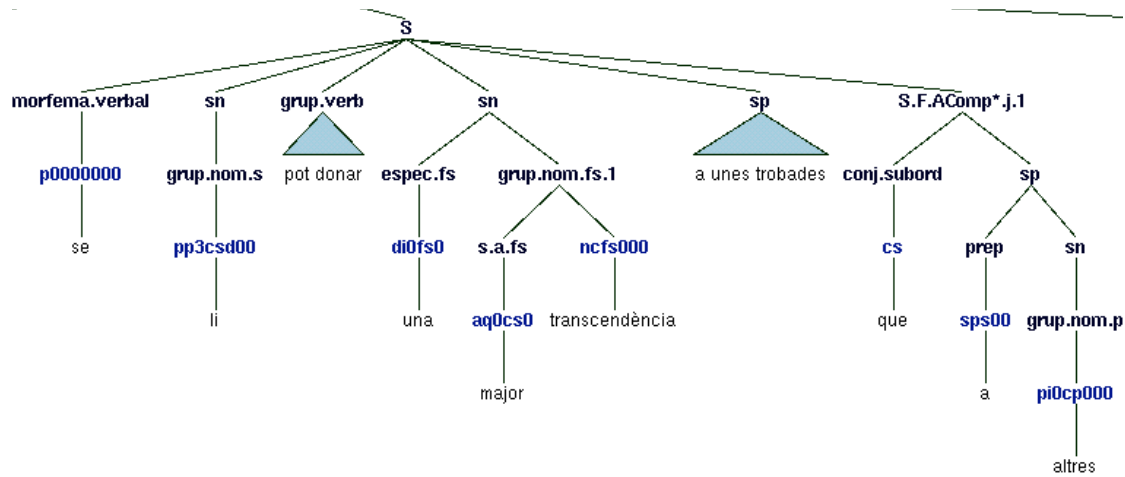 S
morfema.verbal sn grup.verb sn sp S.F.AComp*.j.1
p0000000 grup.nom.s pot donar espec.fs grup.nom.fs.1 a unes trobades conj.subord sp
se pp3csd00 di0fs0 s.a.fs ncfs000 cs prep sn
li una aq0cs0 transcendència que sps00 grup.nom.p
major a pi0cp000
altres